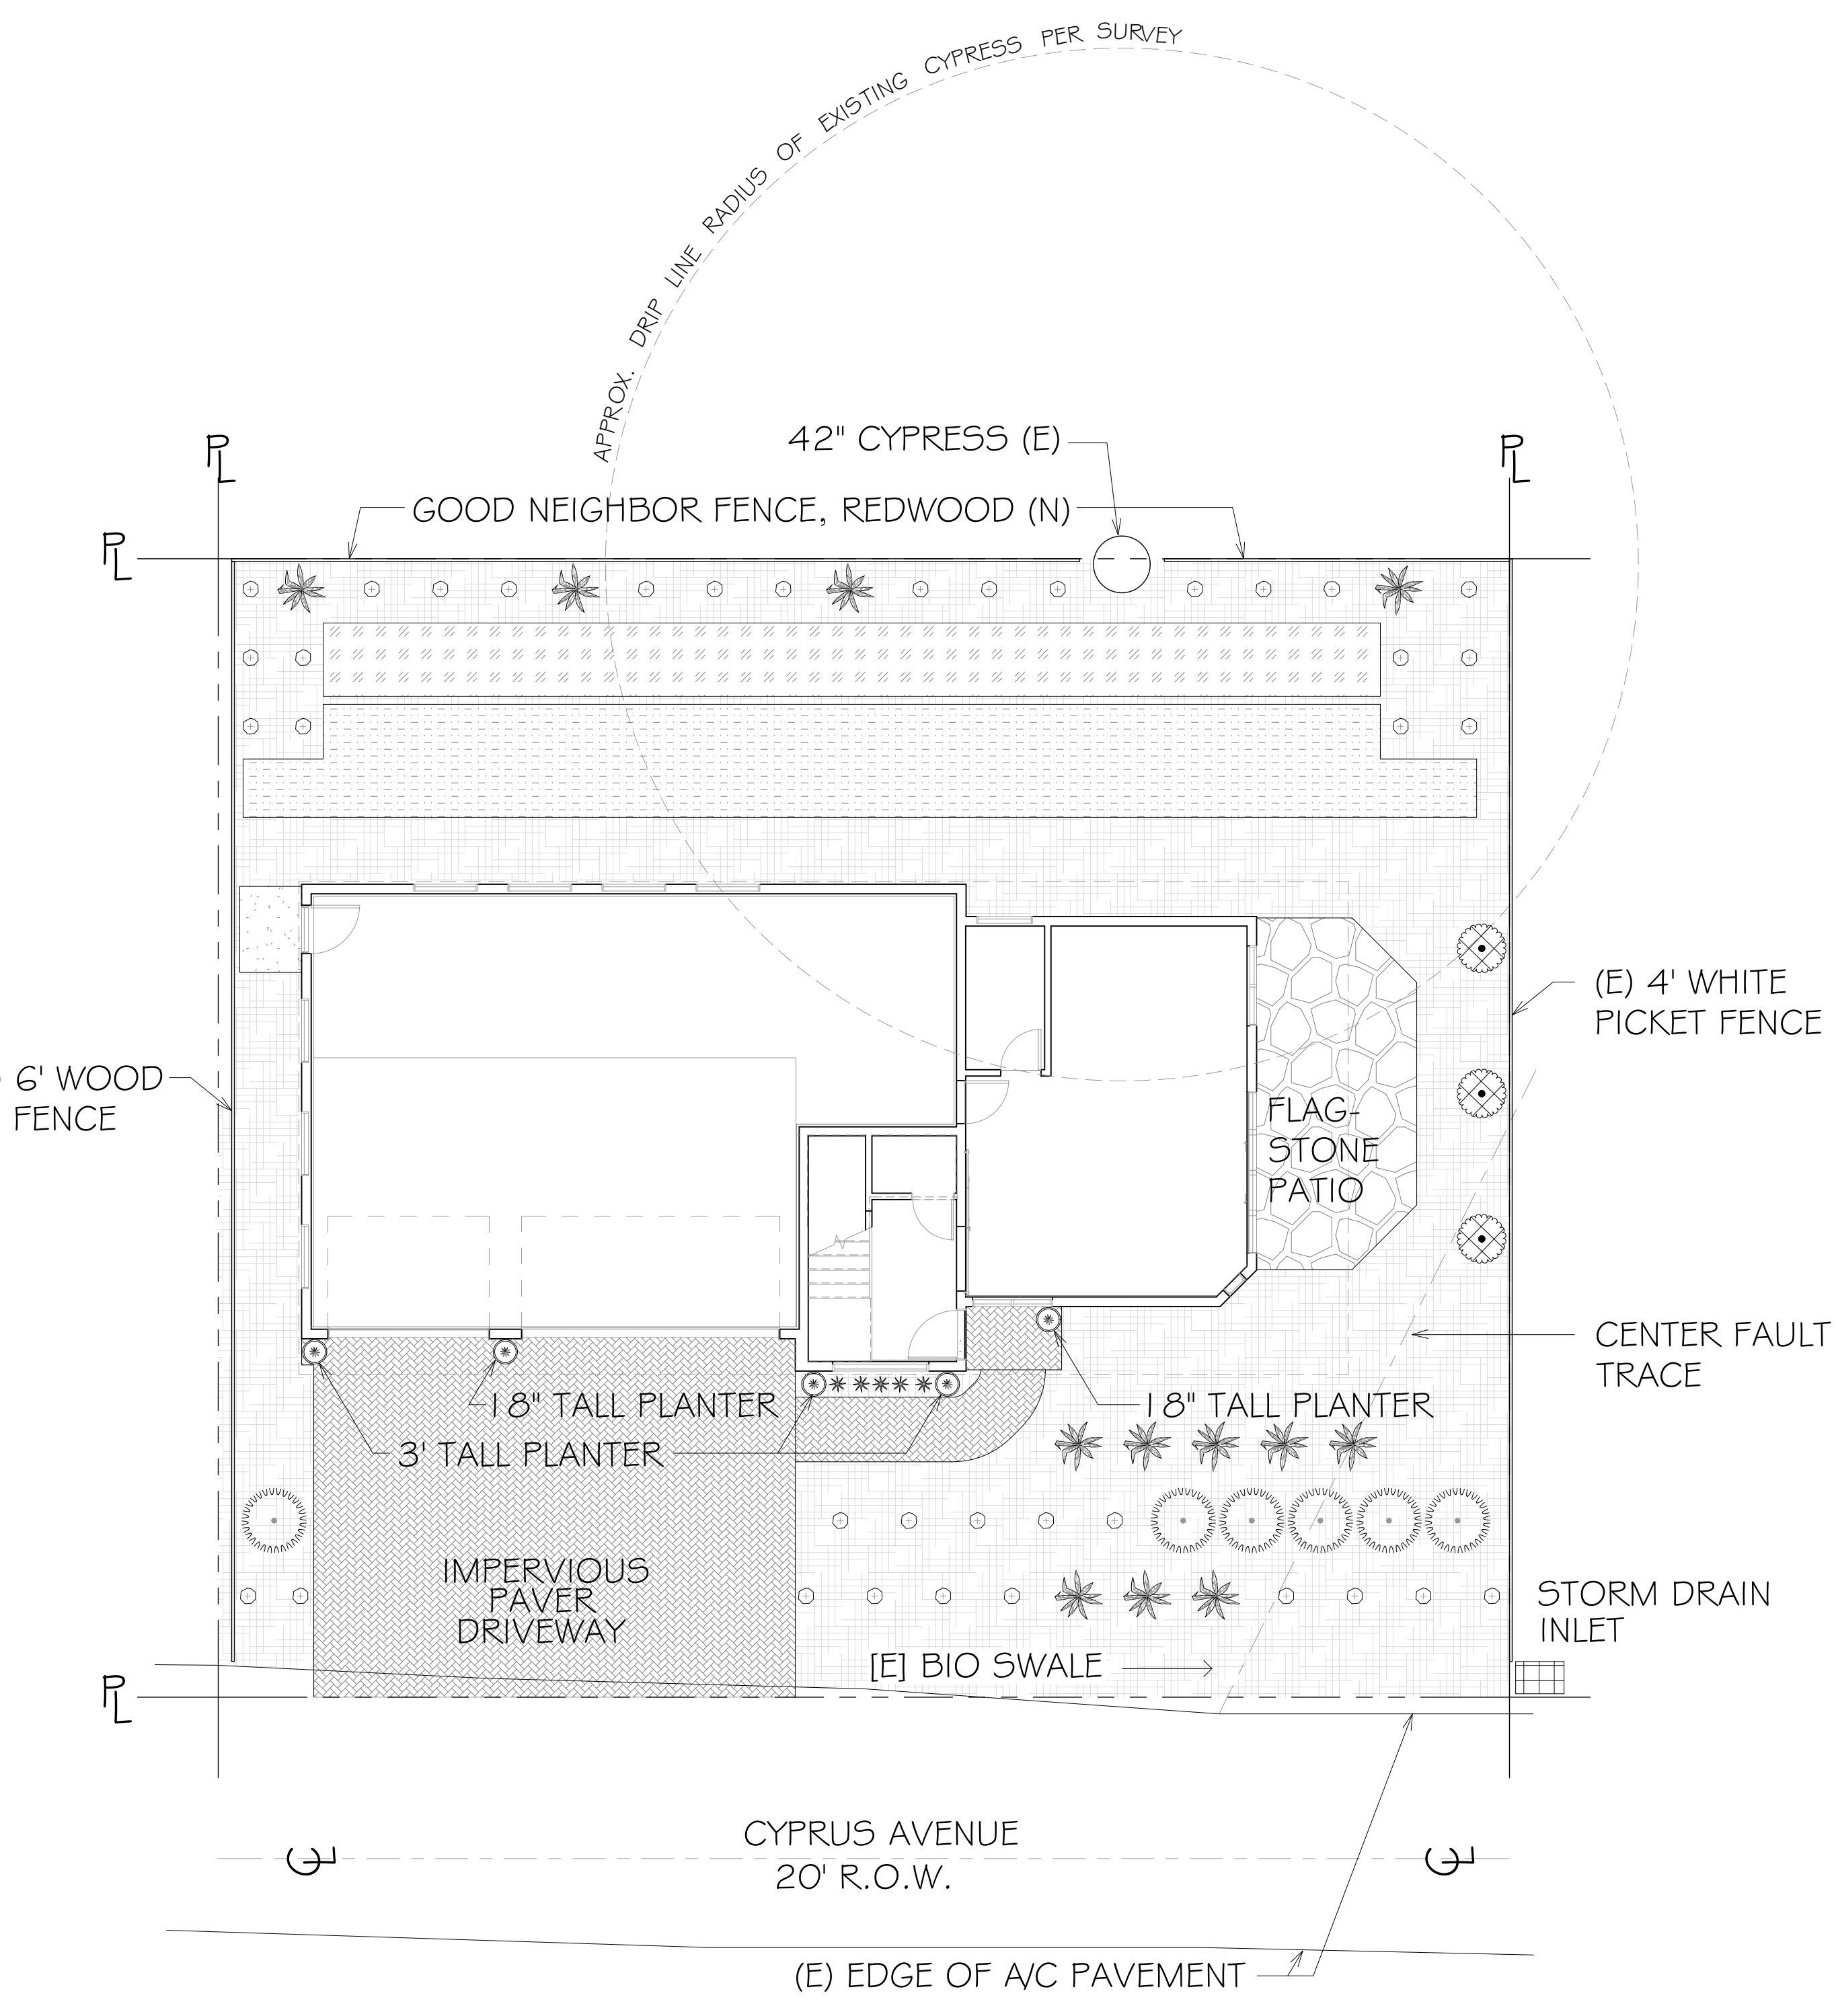 APPROX. DRIP LINE RADIUS OF EXISTING CYPRESS PER SURVEY
42" CYPRESS (E)
PL
PL
GOOD NEIGHBOR FENCE, REDWOOD (N)
PL
(E) 4' WHITE
PICKET FENCE
6' WOOD
FENCE
FLAG-
STONE
PATIO
CENTER FAULT
TRACE
18" TALL PLANTER
18" TALL PLANTER
3' TALL PLANTER
IMPERVIOUS
PAVER
DRIVEWAY
STORM DRAIN
INLET
[E] BIO SWALE
PL
CYPRUS AVENUE
20' R.O.W.
CL
CL
(E) EDGE OF A/C PAVEMENT